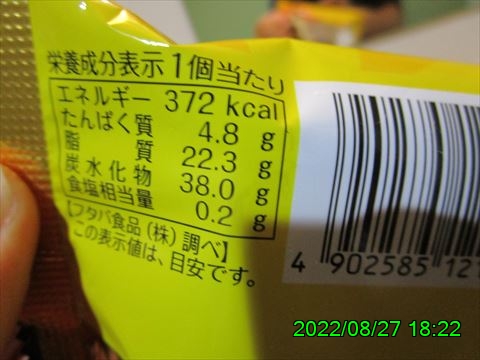 栄養成分表示1個当たり
エネルギー 372 kcal
たんぱく質 4.8 g
脂質 22.3 g
炭水化物 38.0 g
食塩相当量 0.2 g
【フタバ食品(株)調べ】
この表示値は、目安です。
4 902585 12
2022/08/27 18:22